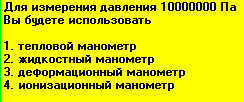 Для измерения давления 10000000 Па
Вы будете использовать
1. тепловой манометр
2. жидкостный манометр
3. деформационный манометр
4. ионизационный манометр